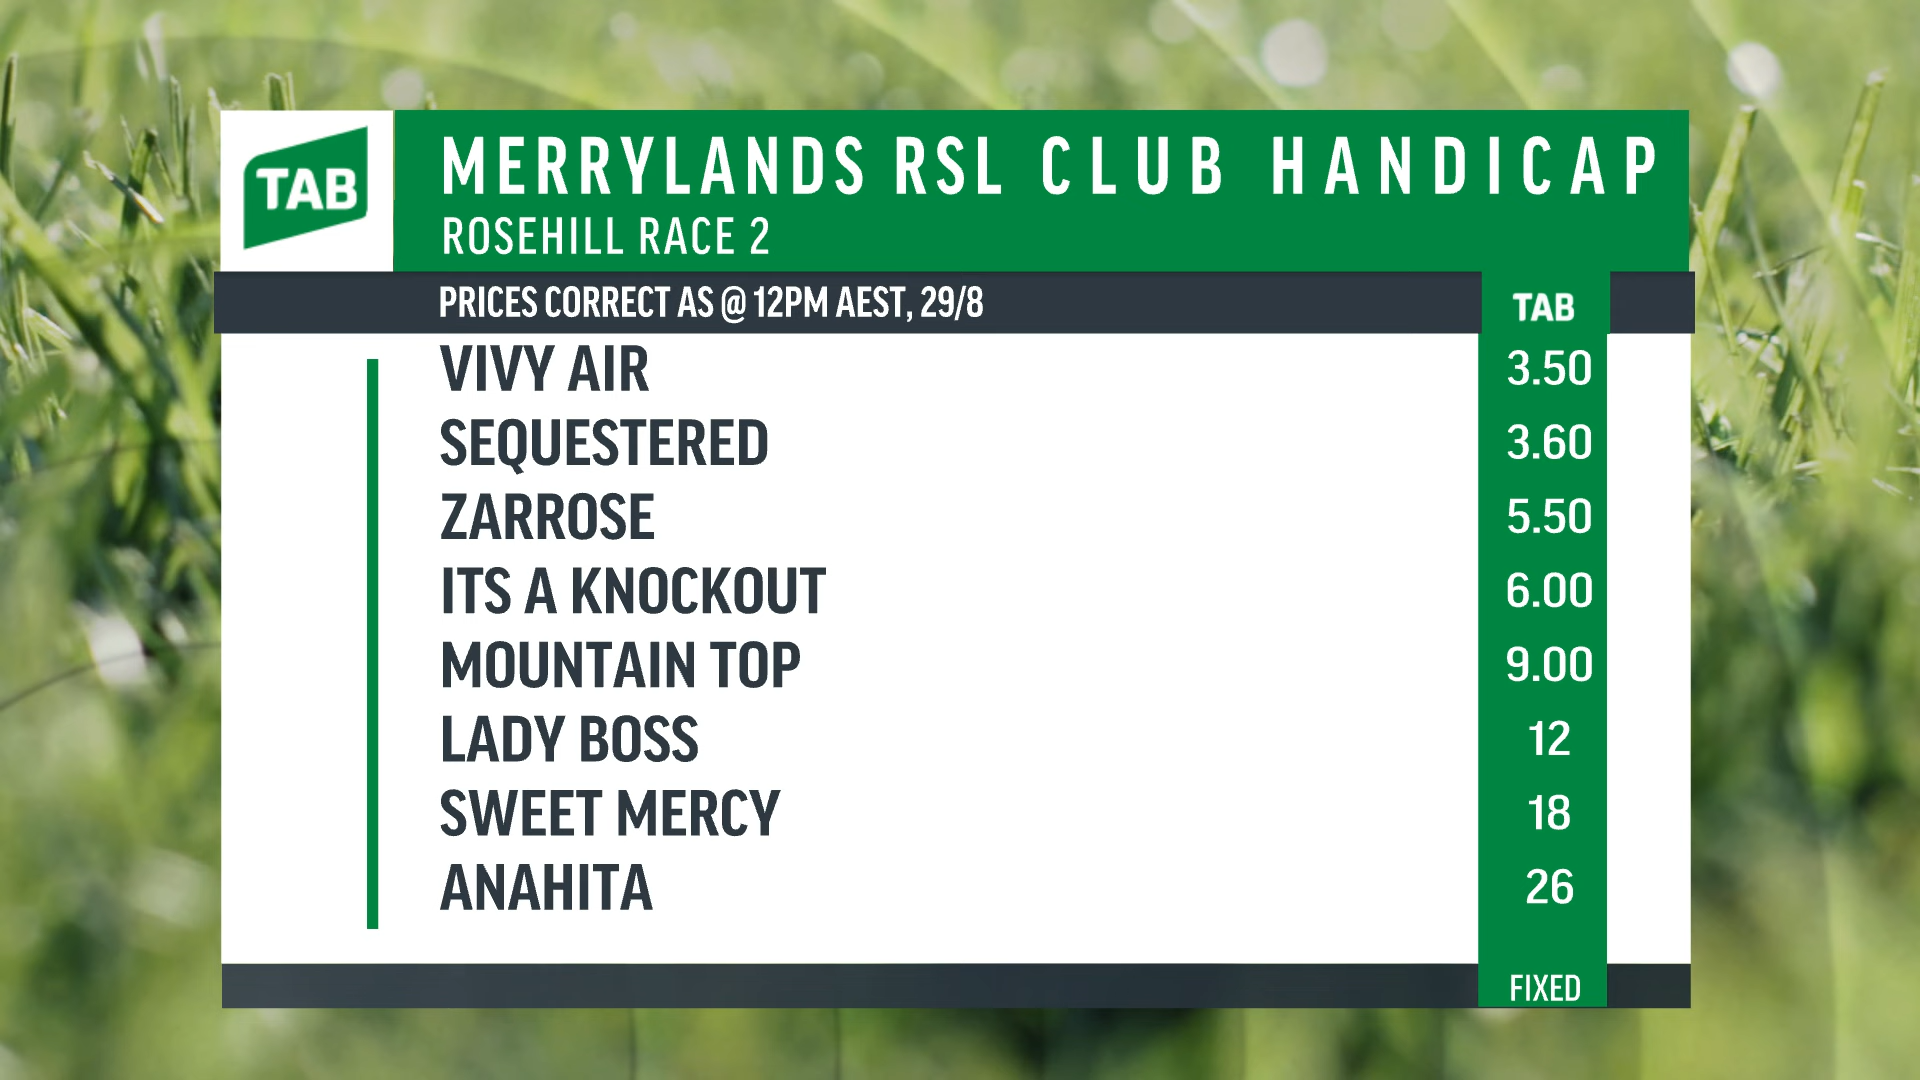 TAB
MERRYLANDS RSL CLUB HANDICAP
ROSEHILL RACE 2
PRICES CORRECT AS @ 12PM AEST, 29/8 TAB
VIVY AIR 3.50
SEQUESTERED 3.60
ZARROSE 5.50
ITS A KNOCKOUT 6.00
MOUNTAIN TOP 9.00
LADY BOSS 12
SWEET MERCY 18
ANAHITA 26
FIXED